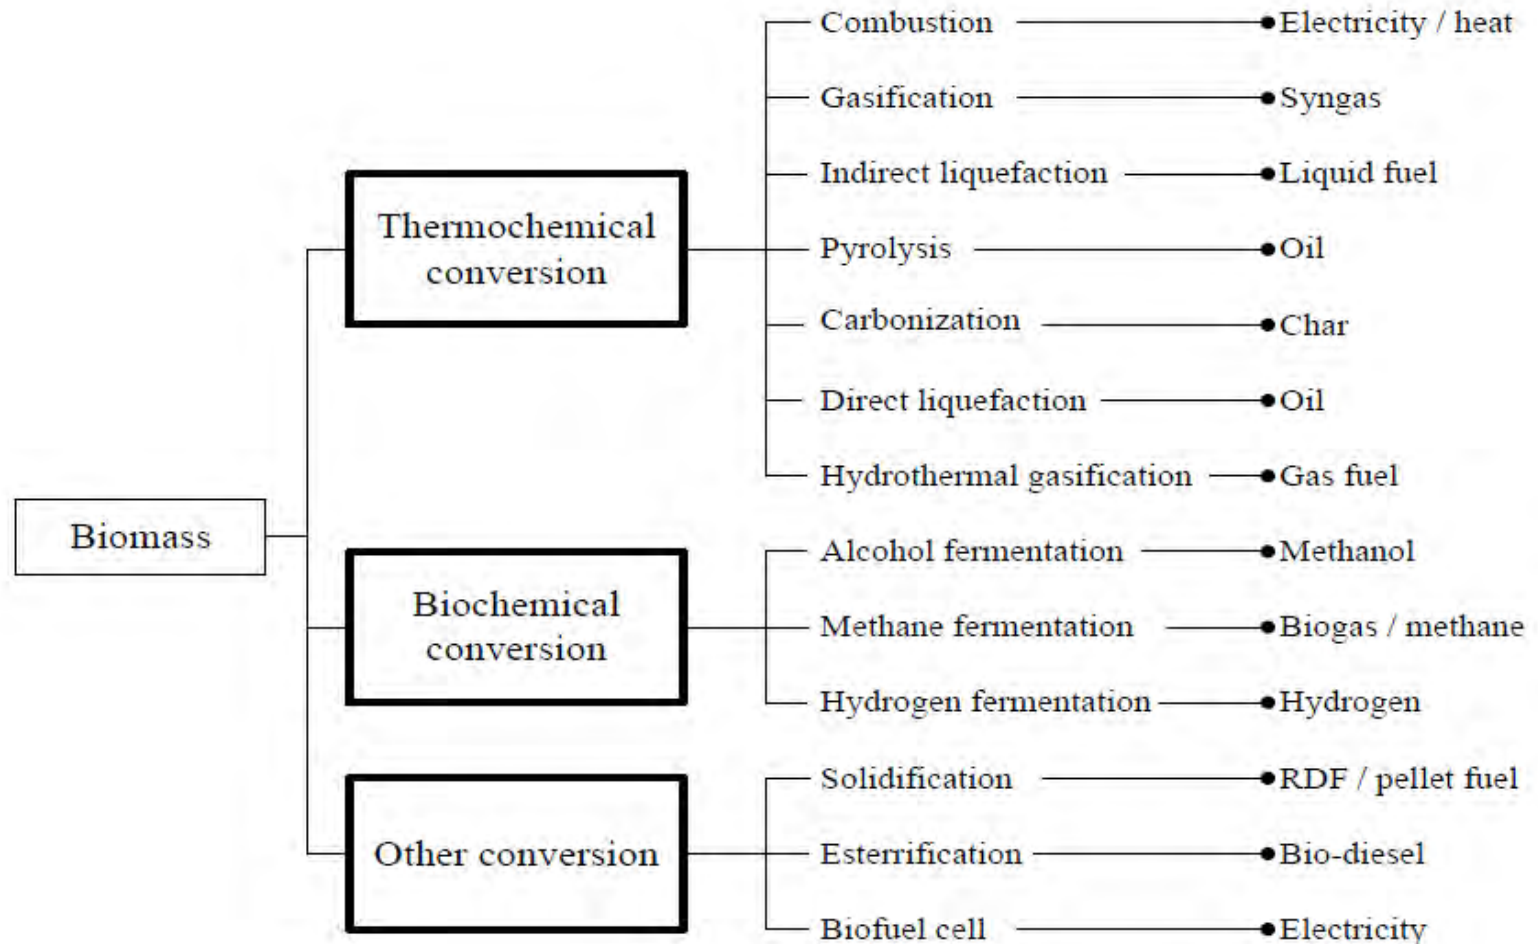 Combustion
Electricity / heat
Gasification
Syngas
Indirect liquefaction
Liquid fuel
Thermochemical
conversion
Pyrolysis
Oil
Carbonization
Char
Direct liquefaction
Oil
Hydrothermal gasification
Gas fuel
Biomass
Biochemical
conversion
Alcohol fermentation
Methanol
Methane fermentation
Biogas / methane
Hydrogen fermentation
Hydrogen
Other conversion
Solidification
RDF / pellet fuel
Esterrification
Bio-diesel
Biofuel cell
Electricity